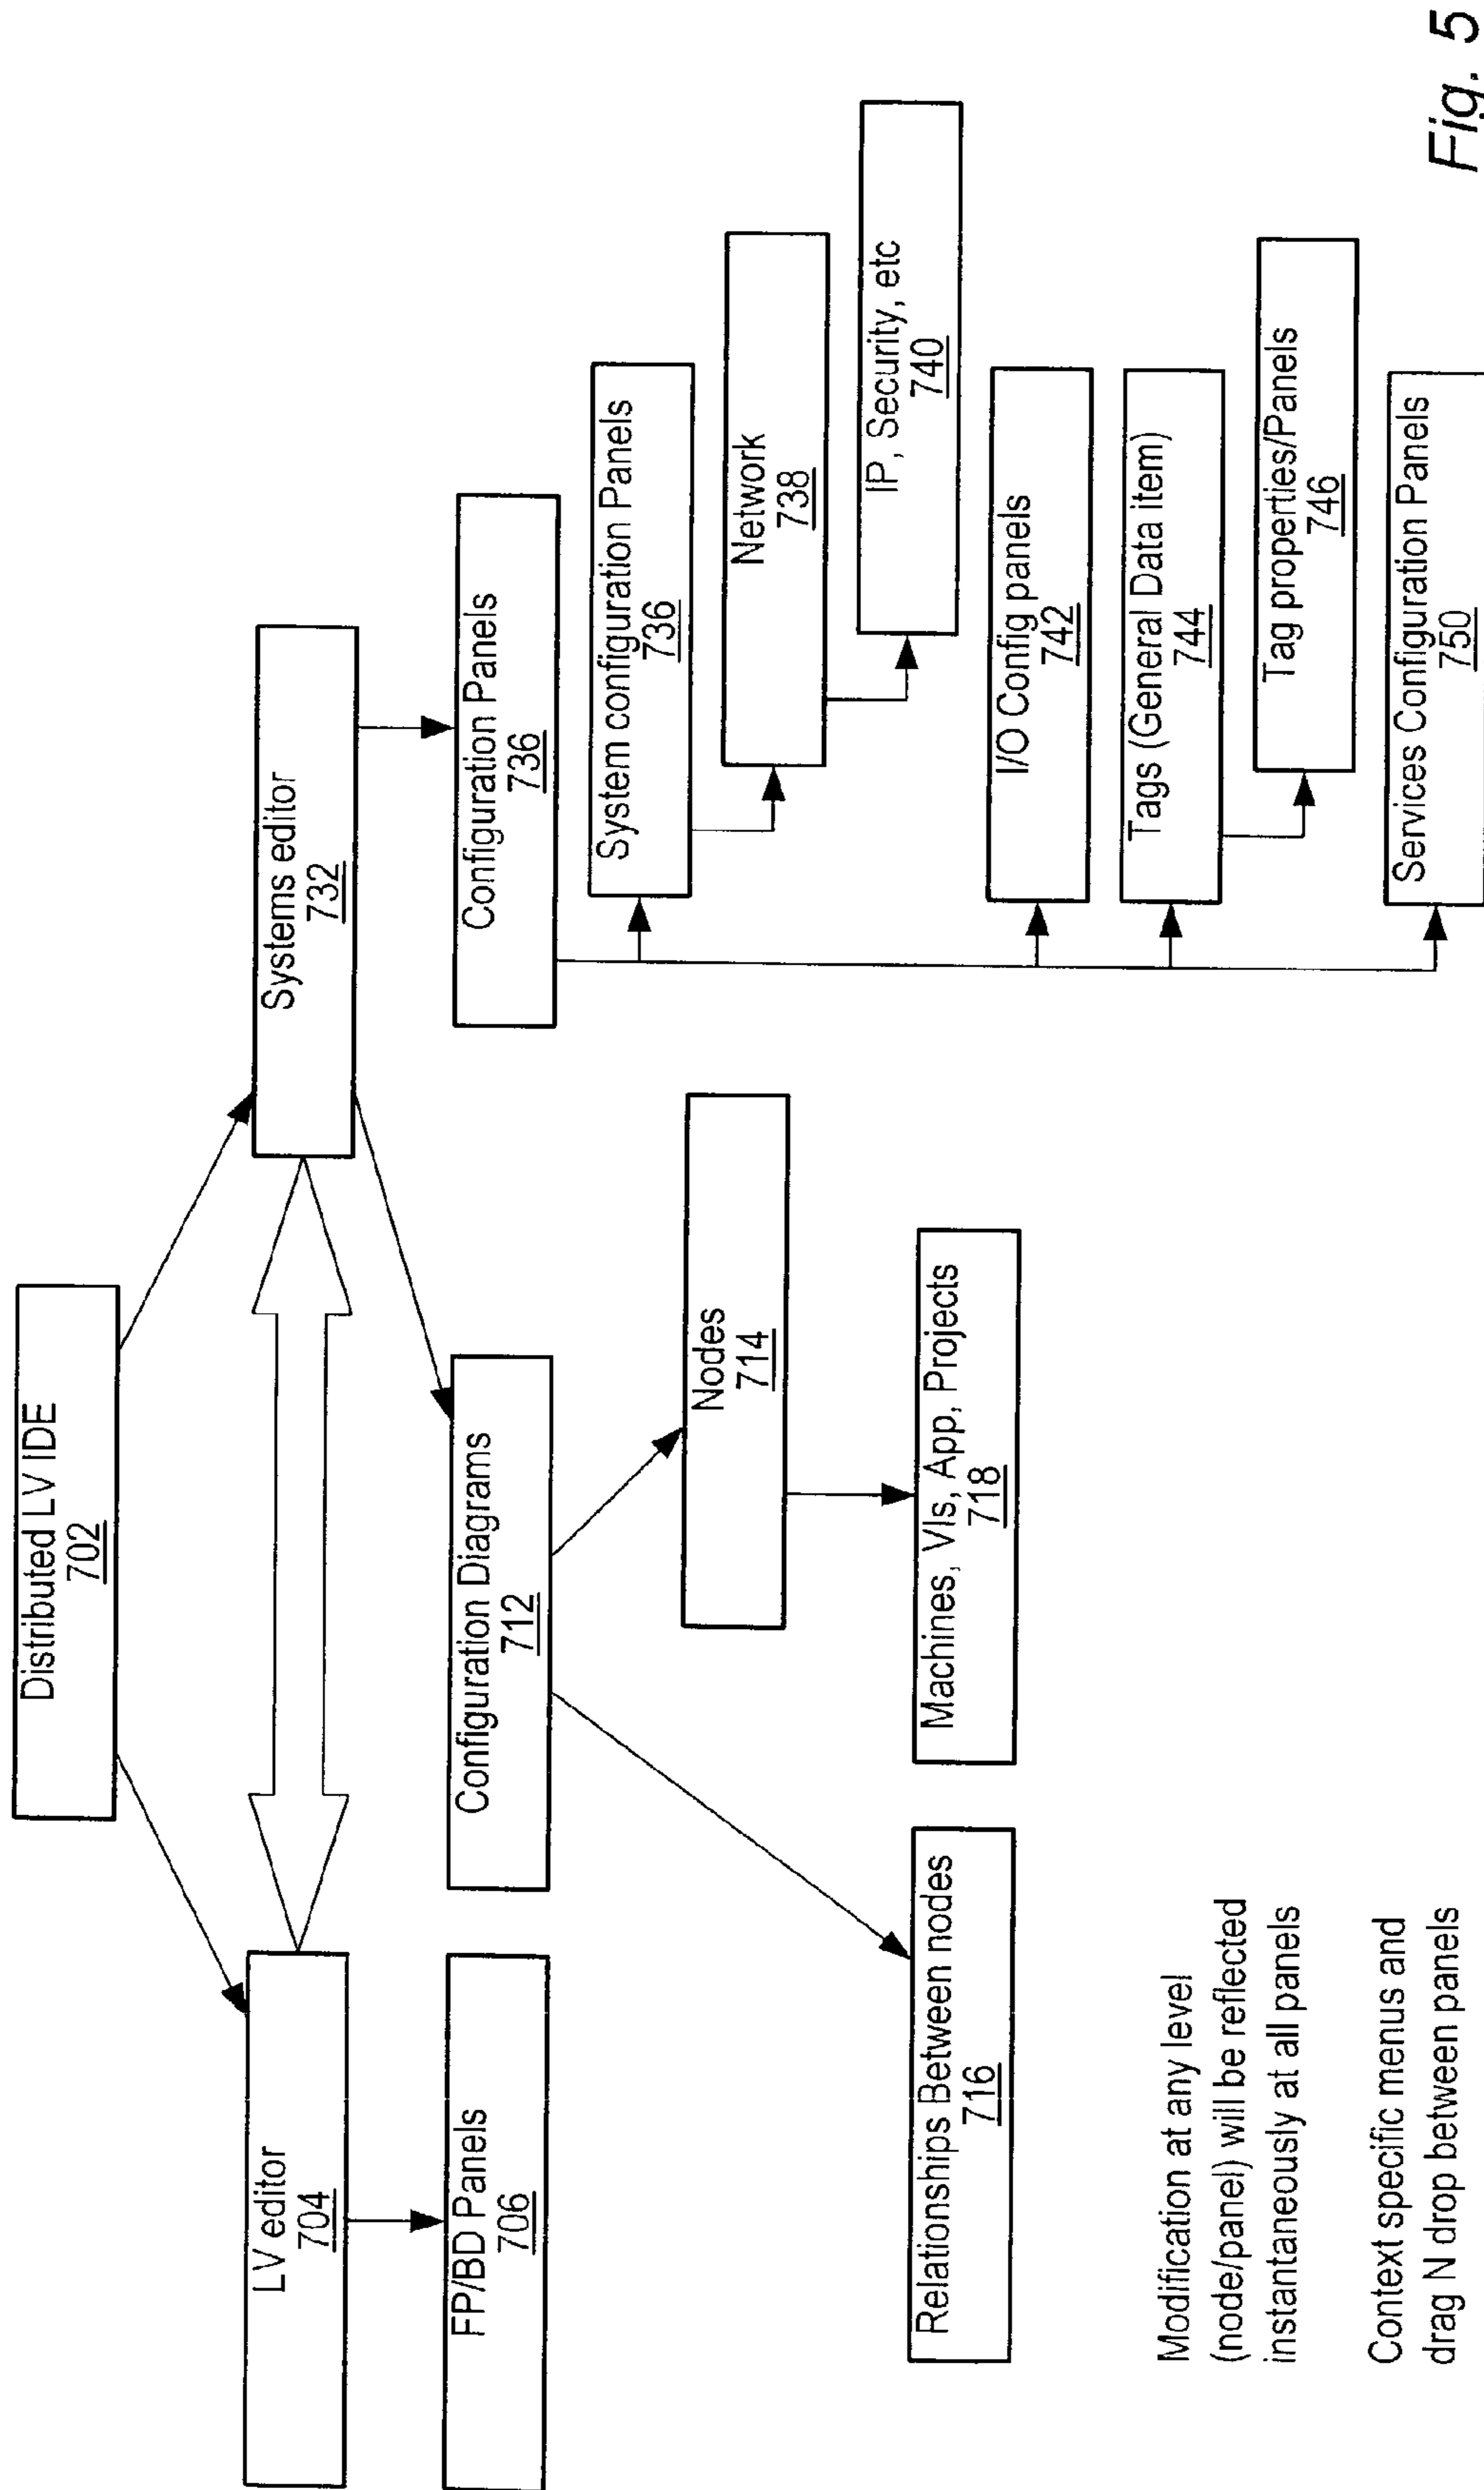 Distributed LV IDE
702
LV editor
704
Systems editor
732
FP/BD Panels
706
Configuration Diagrams
712
Configuration Panels
736
System configuration Panels
736
Nodes
714
Network
738
Relationships Between nodes
716
Machines, VIs, App, Projects
718
IP, Security, etc
740
I/O Config panels
742
Tags (General Data item)
744
Tag properties/Panels
746
Services Configuration Panels
750
Modification at any level
(node/panel) will be reflected
instantaneously at all panels
Context specific menus and
drag N drop between panels
Fig. 5